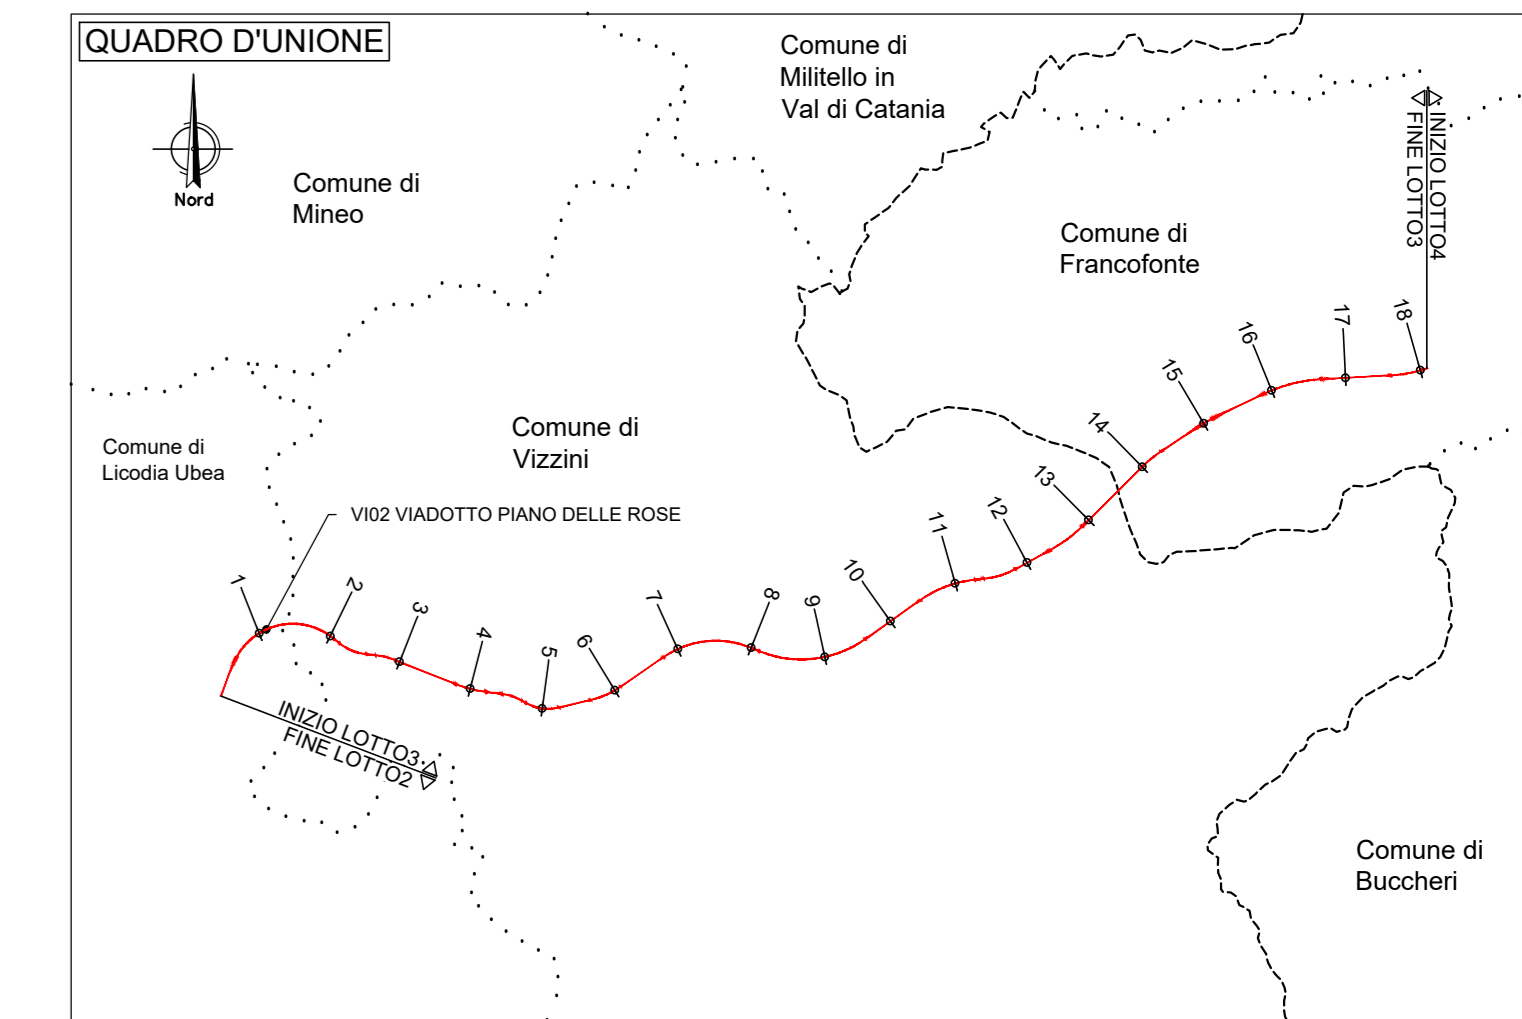 QUADRO D'UNIONE
Nord
Comune di
Mineo
Comune di
Militello in
Val di Catania
Comune di
Francofonte
INIZIO LOTTO4
FINE LOTTO3
Comune di
Licodia Ubea
Comune di
Vizzini
VI02 VIADOTTO PIANO DELLE ROSE
1
2
3
4
5
6
7
8
9
10
11
12
13
14
15
16
17
18
INIZIO LOTTO3
FINE LOTTO2
Comune di
Buccheri